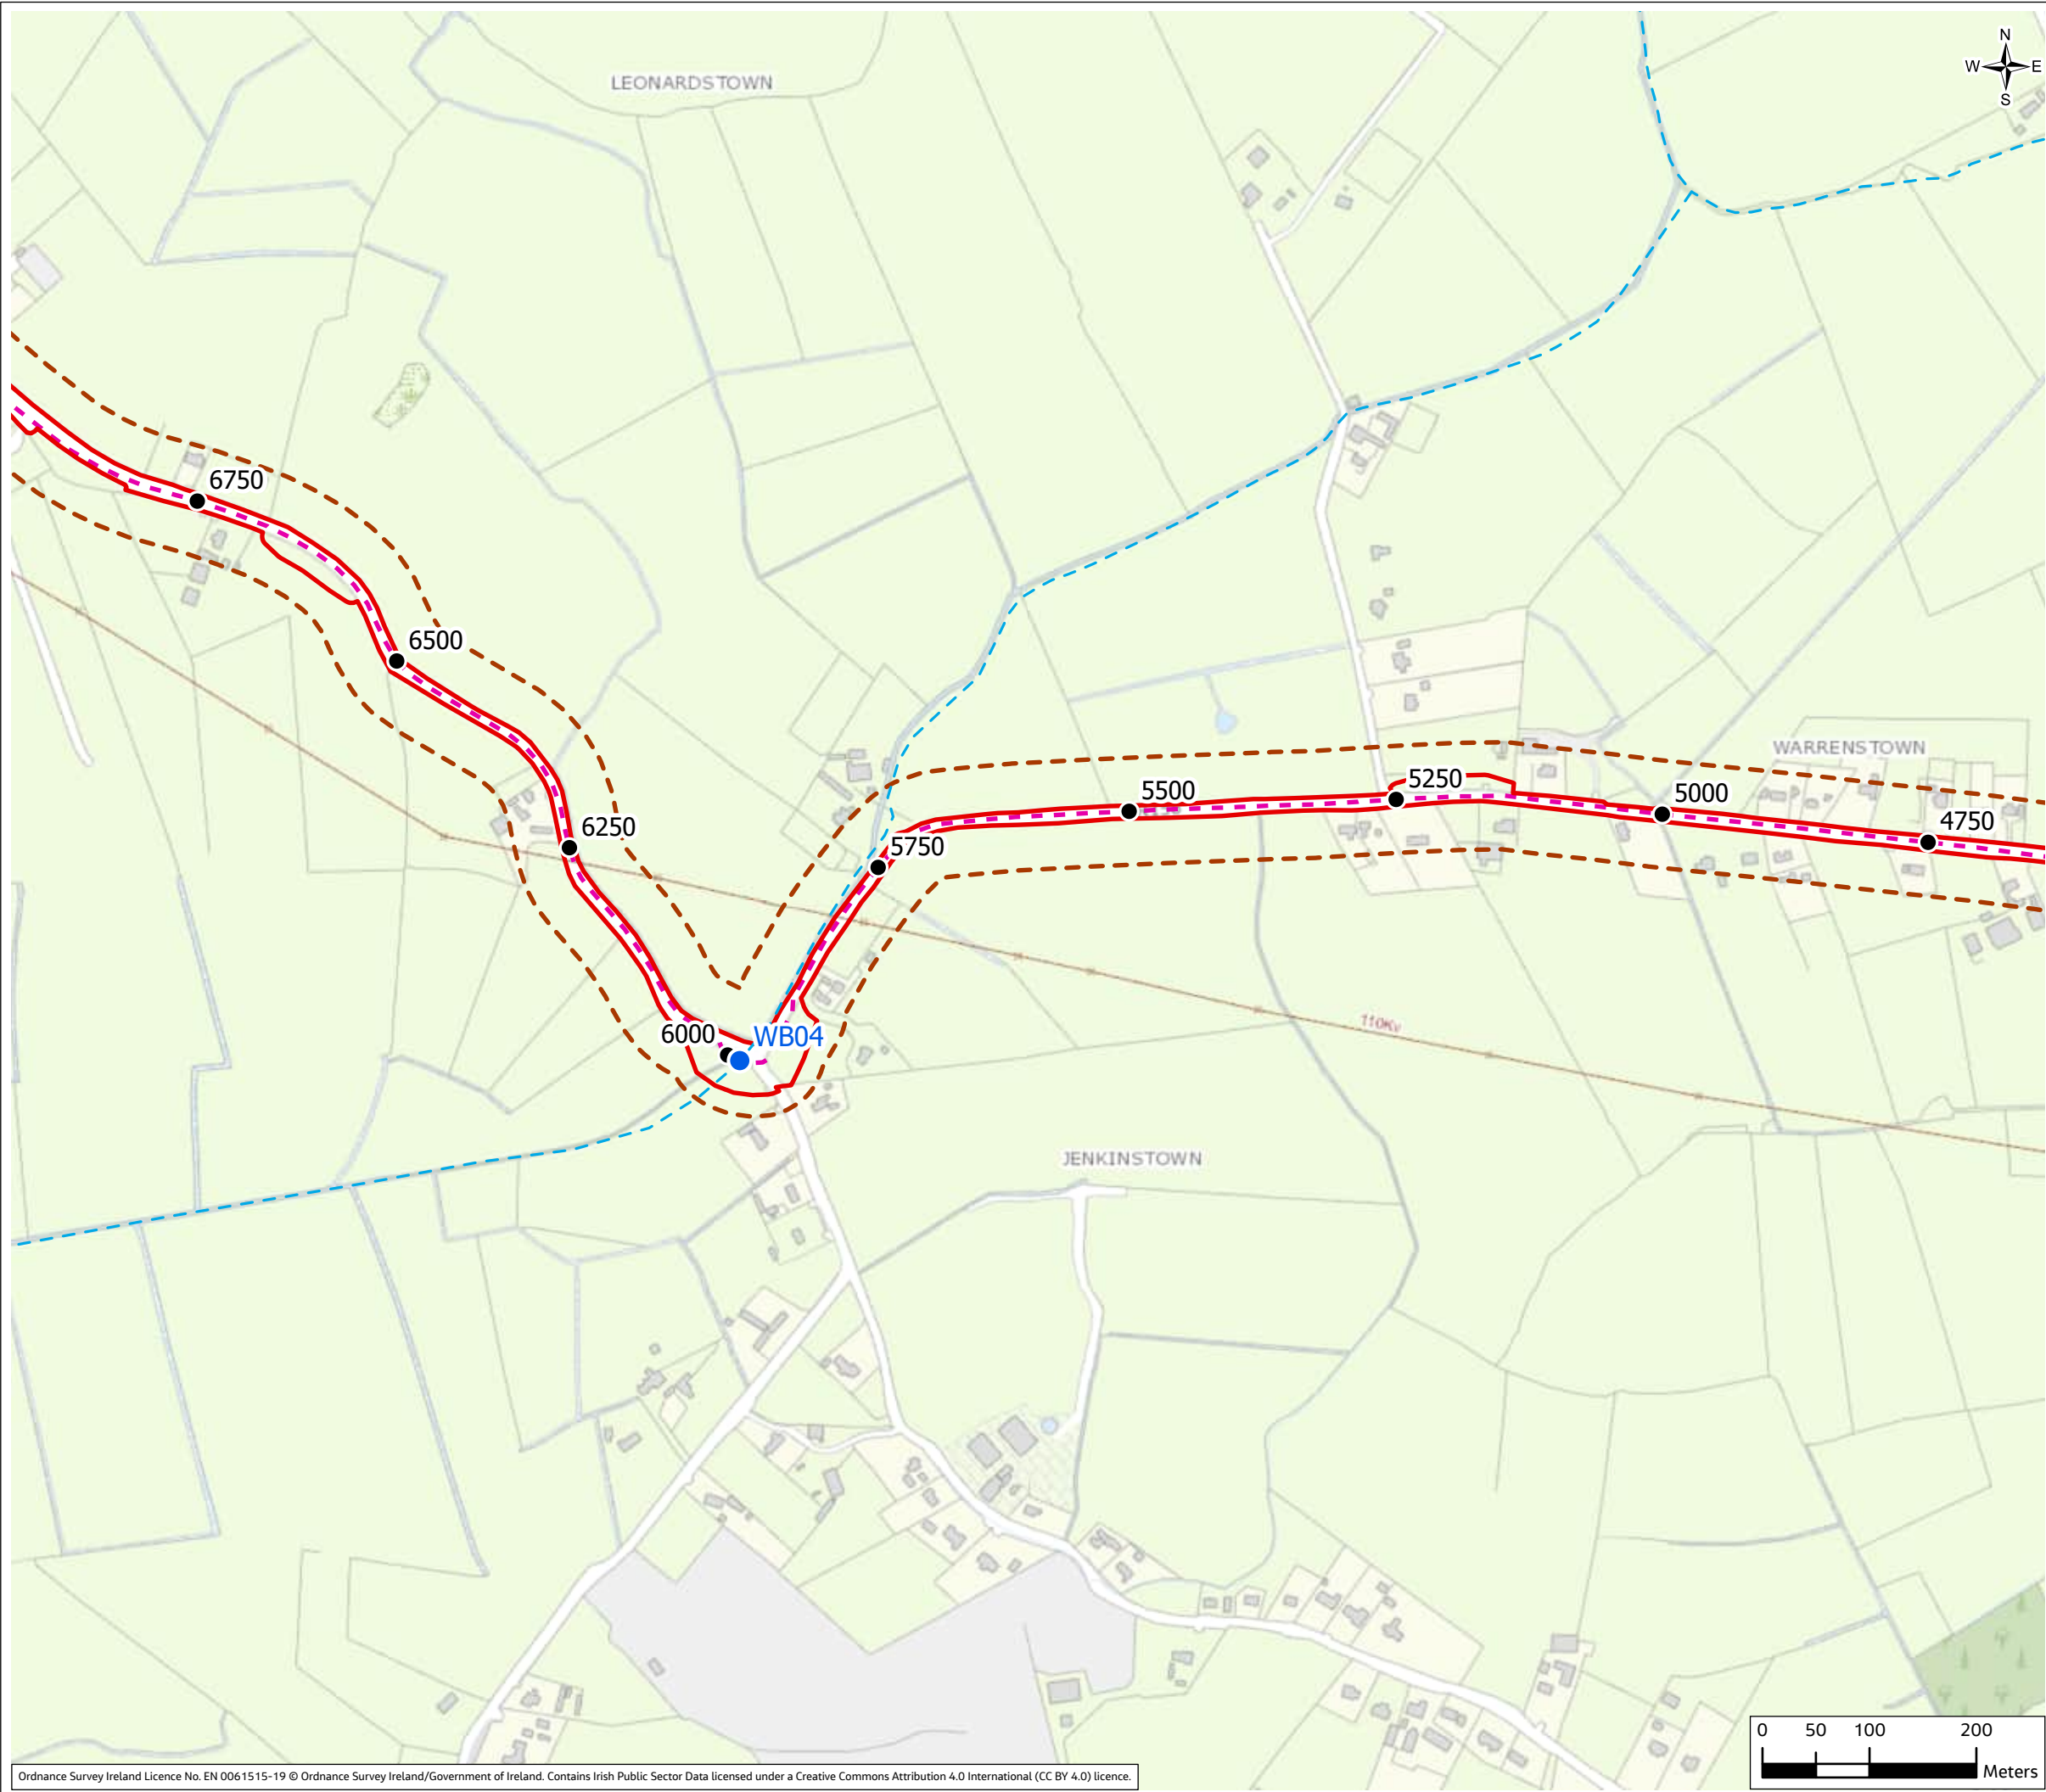 N
W E
S
LEONARDSTOWN
6750
6500
6250
6000
WB04
5750
5500
5250
5000
4750
WARRENSTOWN
110Kv
JENKINSTOWN
0 50 100 200
Meters
Ordnance Survey Ireland Licence No. EN 0061515-19 © Ordnance Survey Ireland/Government of Ireland. Contains Irish Public Sector Data licensed under a Creative Commons Attribution 4.0 International (CC BY 4.0) licence.